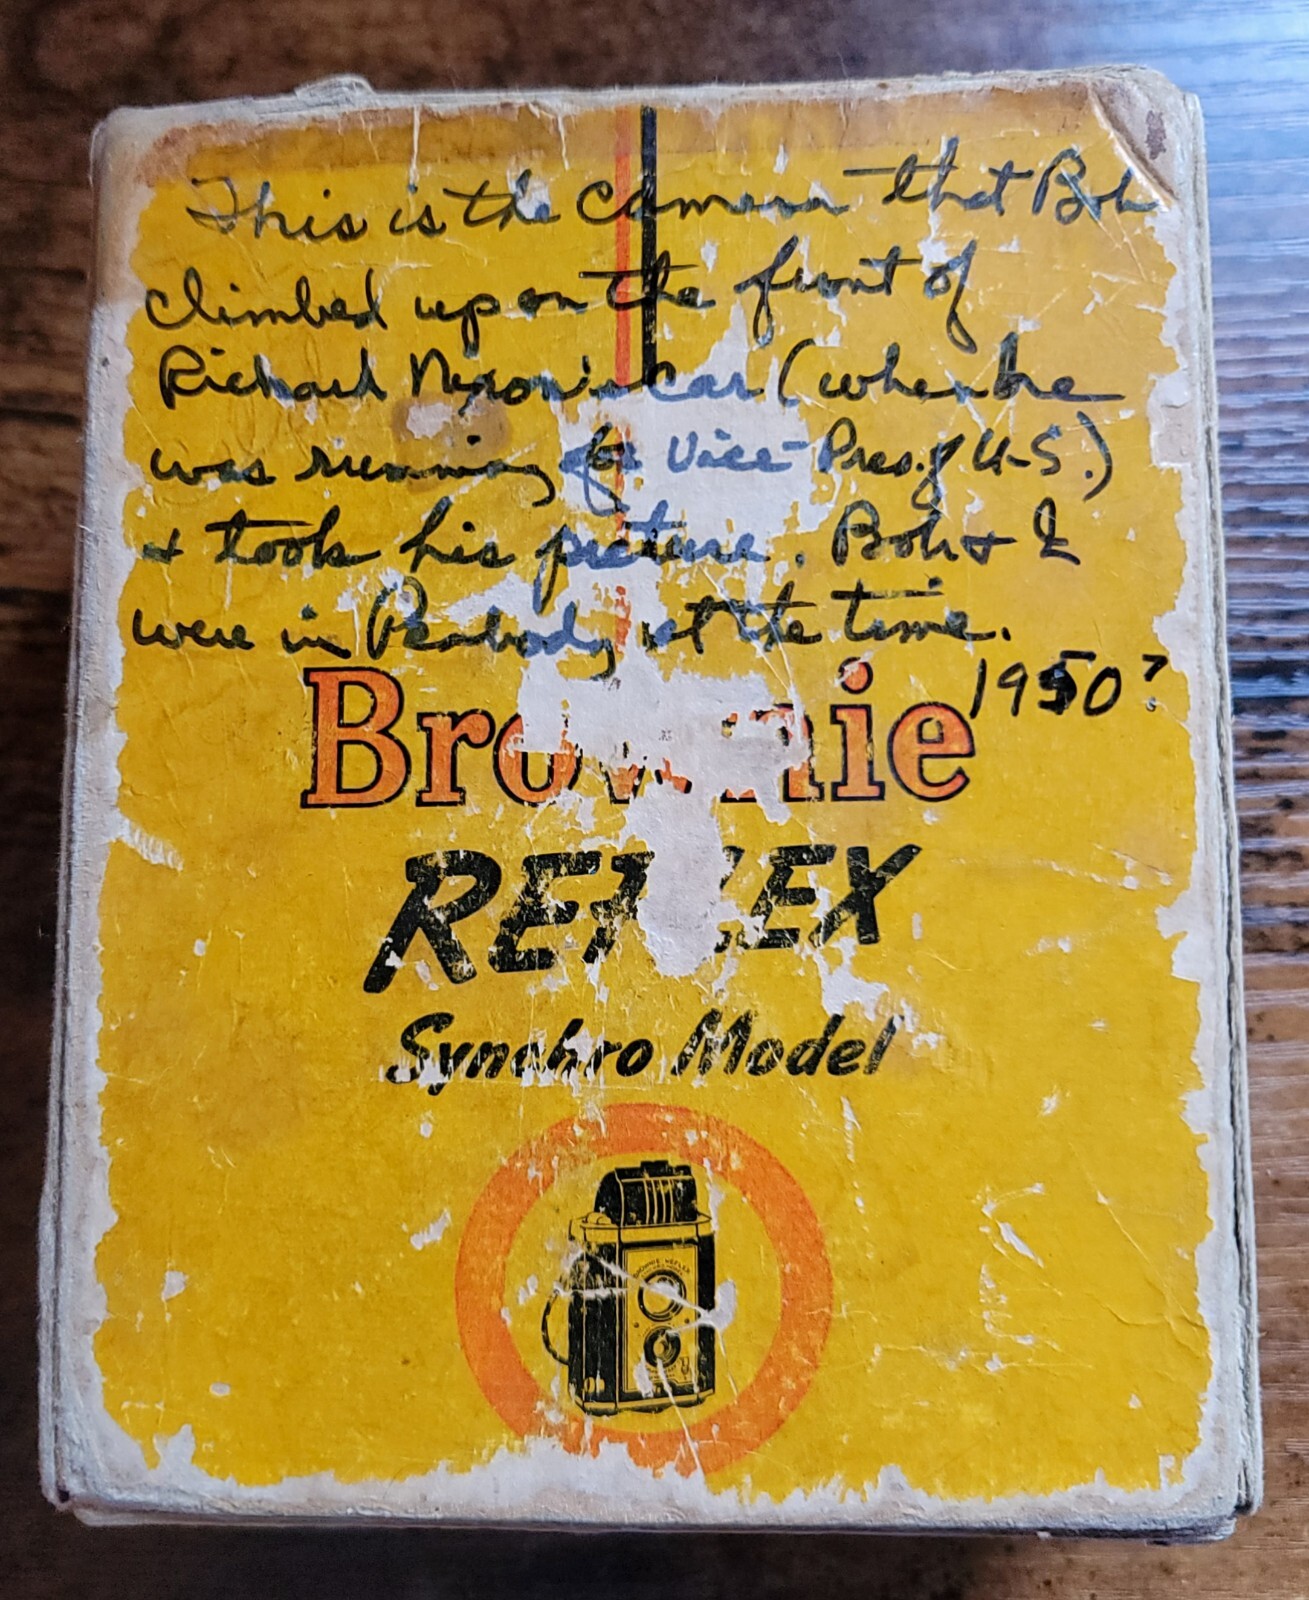 This is the camera that Bob
climbed up on the front of
Richard Nixon's car (when he
was running for Vice-Pres. of U-S.)
+ took his picture. Bob + I
were in Peabody at the time.
1950?
Brownie
REFLEX
Synchro Model
BROWNIE REFLEX